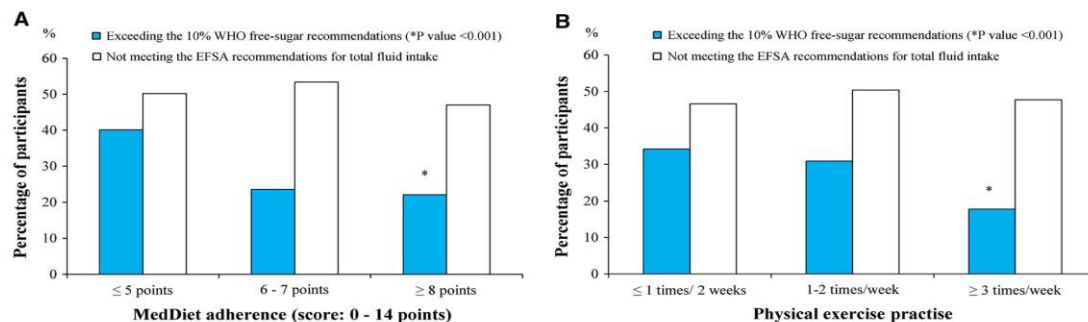 A
%
Exceeding the 10% WHO free-sugar recommendations (*P value <0.001)
Not meeting the EFSA recommendations for total fluid intake
Percentage of participants
60
50
40
30
20
10
0
*
≤ 5 points
6 - 7 points
≥ 8 points
MedDiet adherence (score: 0 - 14 points)
B
%
Exceeding the 10% WHO free-sugar recommendations (*P value <0.001)
Not meeting the EFSA recommendations for total fluid intake
Percentage of participants
60
50
40
30
20
10
0
*
≤ 1 times/ 2 weeks
1-2 times/week
≥ 3 times/week
Physical exercise practise